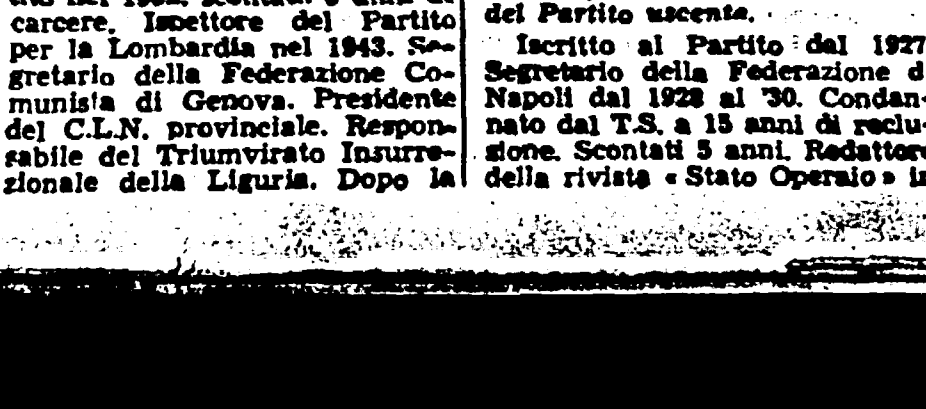 carcere. Ispettore del Partito
per la Lombardia nel 1943. Se-
gretario della Federazione Co-
munista di Genova. Presidente
del C.L.N. provinciale. Respon-
sabile del Triumvirato Insurre-
zionale della Liguria. Dopo la
del Partito uscente.
Iscritto al Partito dal 1927
Segretario della Federazione d
Napoli dal 1928 al '30. Condan-
nato dal T.S. a 15 anni di reclu-
sione. Scontati 5 anni. Redattore
della rivista « Stato Operaio » in